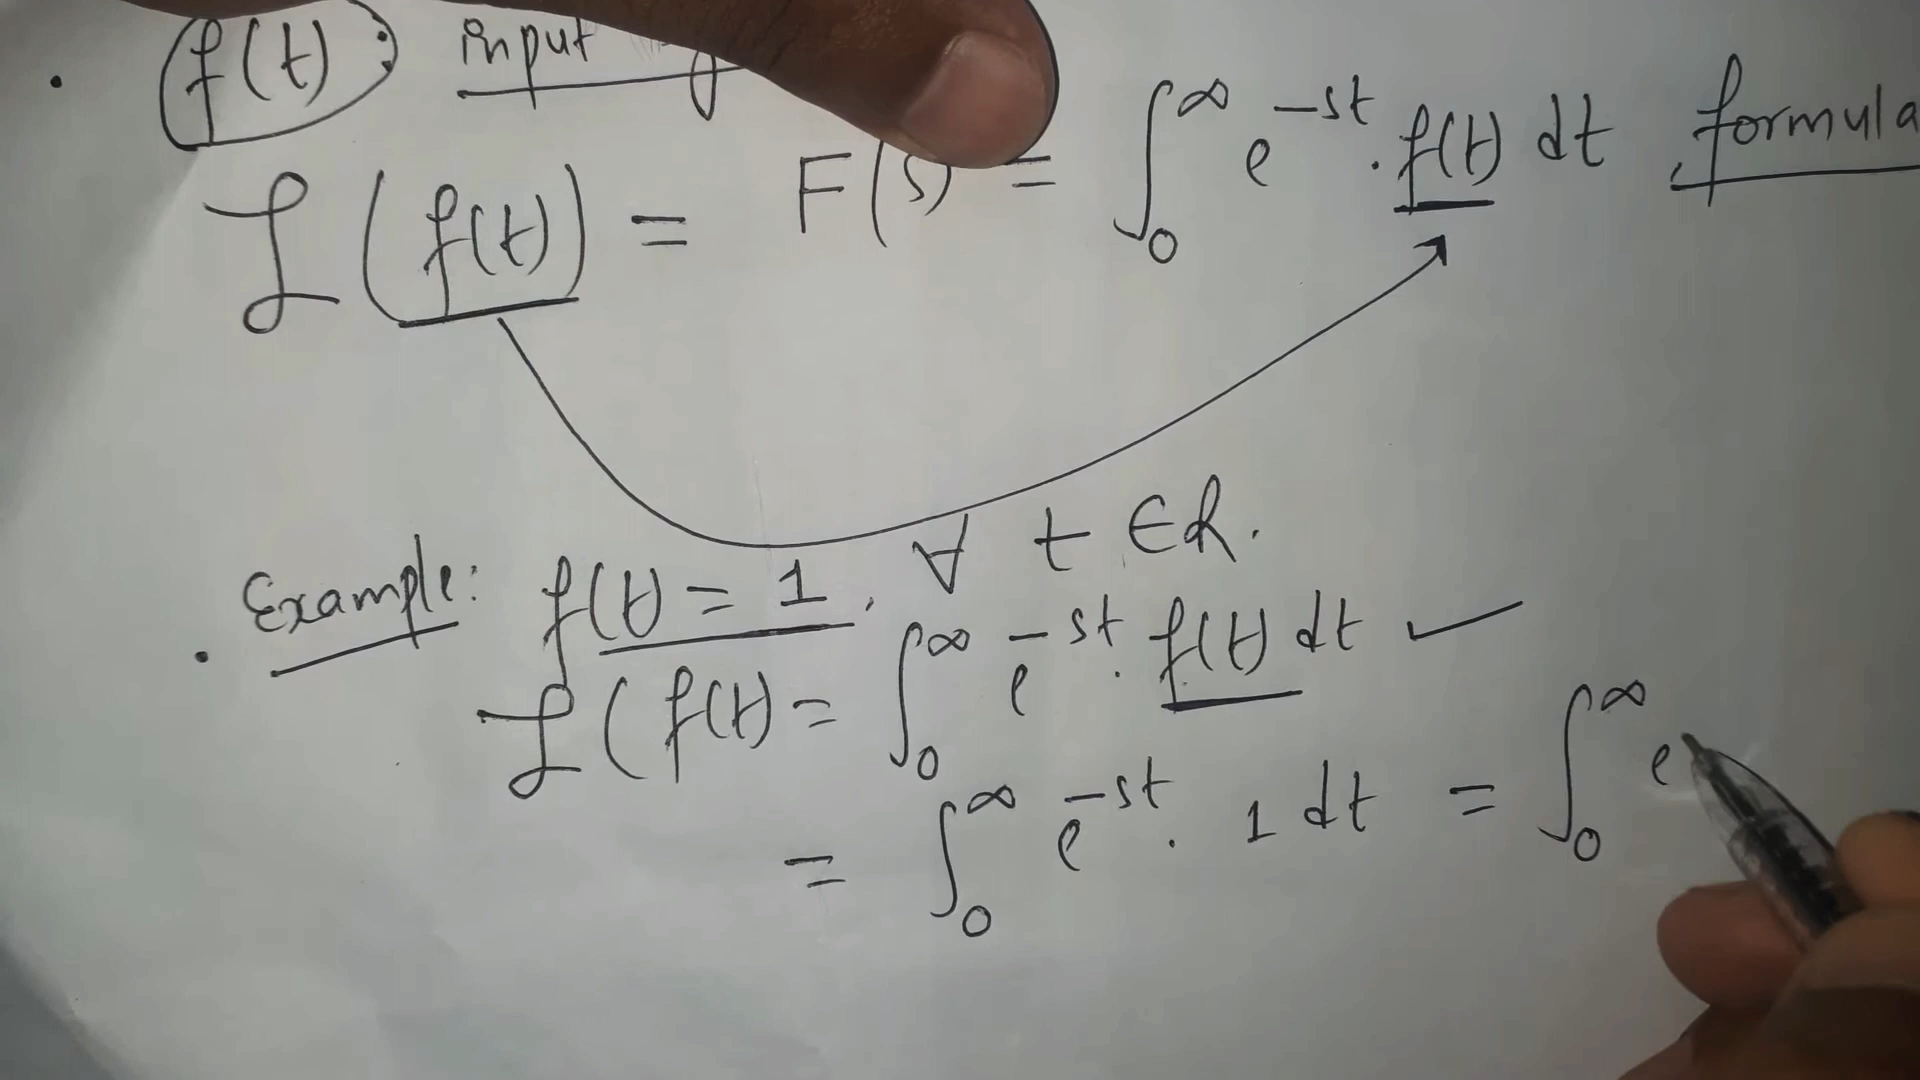 . f(t) : input
ℒ(f(t)) = F(s) = ∫₀^∞ e^{-st} . f(t) dt , formula
. Example: f(t) = 1 , ∀ t ∈ R.
ℒ(f(t) = ∫₀^∞ e^{-st} . f(t) dt ✓
= ∫₀^∞ e^{-st} . 1 dt = ∫₀^∞ e